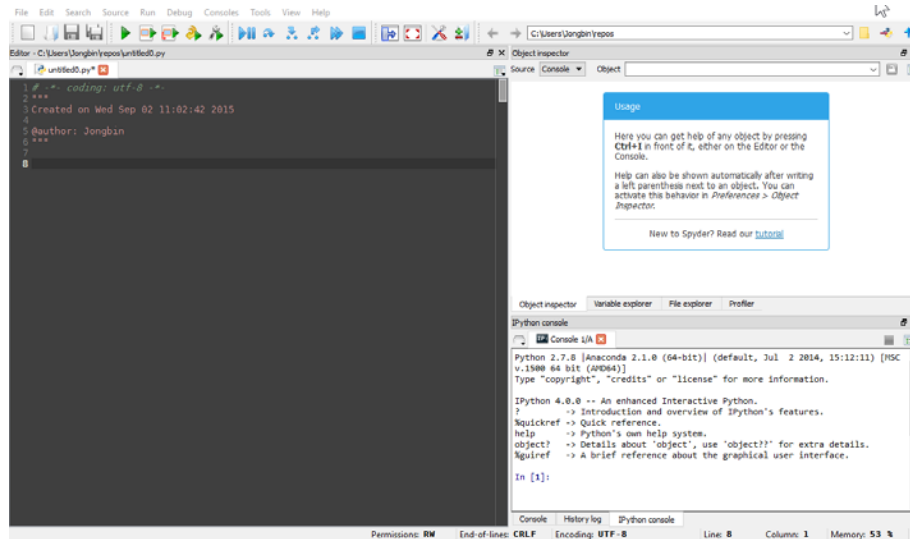 File Edit Search Source Run Debug Consoles Tools View Help
C:\Users\Jongbin\repos
Editor - C:\Users\Jongbin\repos\untitled0.py
untitled0.py*
1 # -*- coding: utf-8 -*-
2 """
3 Created on Wed Sep 02 11:02:42 2015
4
5 @author: Jongbin
6 """
7
8
Object inspector
Source Console Object
Usage
Here you can get help of any object by pressing
Ctrl+I in front of it, either on the Editor or the
Console.
Help can also be shown automatically after writing
a left parenthesis next to an object. You can
activate this behavior in Preferences > Object
Inspector.
New to Spyder? Read our tutorial
Object inspector Variable explorer File explorer Profiler
IPython console
Console 1/A
Python 2.7.8 |Anaconda 2.1.0 (64-bit)| (default, Jul  2 2014, 15:12:11) [MSC
v.1500 64 bit (AMD64)]
Type "copyright", "credits" or "license" for more information.
IPython 4.0.0 -- An enhanced Interactive Python.
?         -> Introduction and overview of IPython's features.
%quickref -> Quick reference.
help      -> Python's own help system.
object?   -> Details about 'object', use 'object??' for extra details.
%guiref   -> A brief reference about the graphical user interface.
In [1]:
Console History log IPython console
Permissions: RW End-of-lines: CRLF Encoding: UTF-8 Line: 8 Column: 1 Memory: 53 %